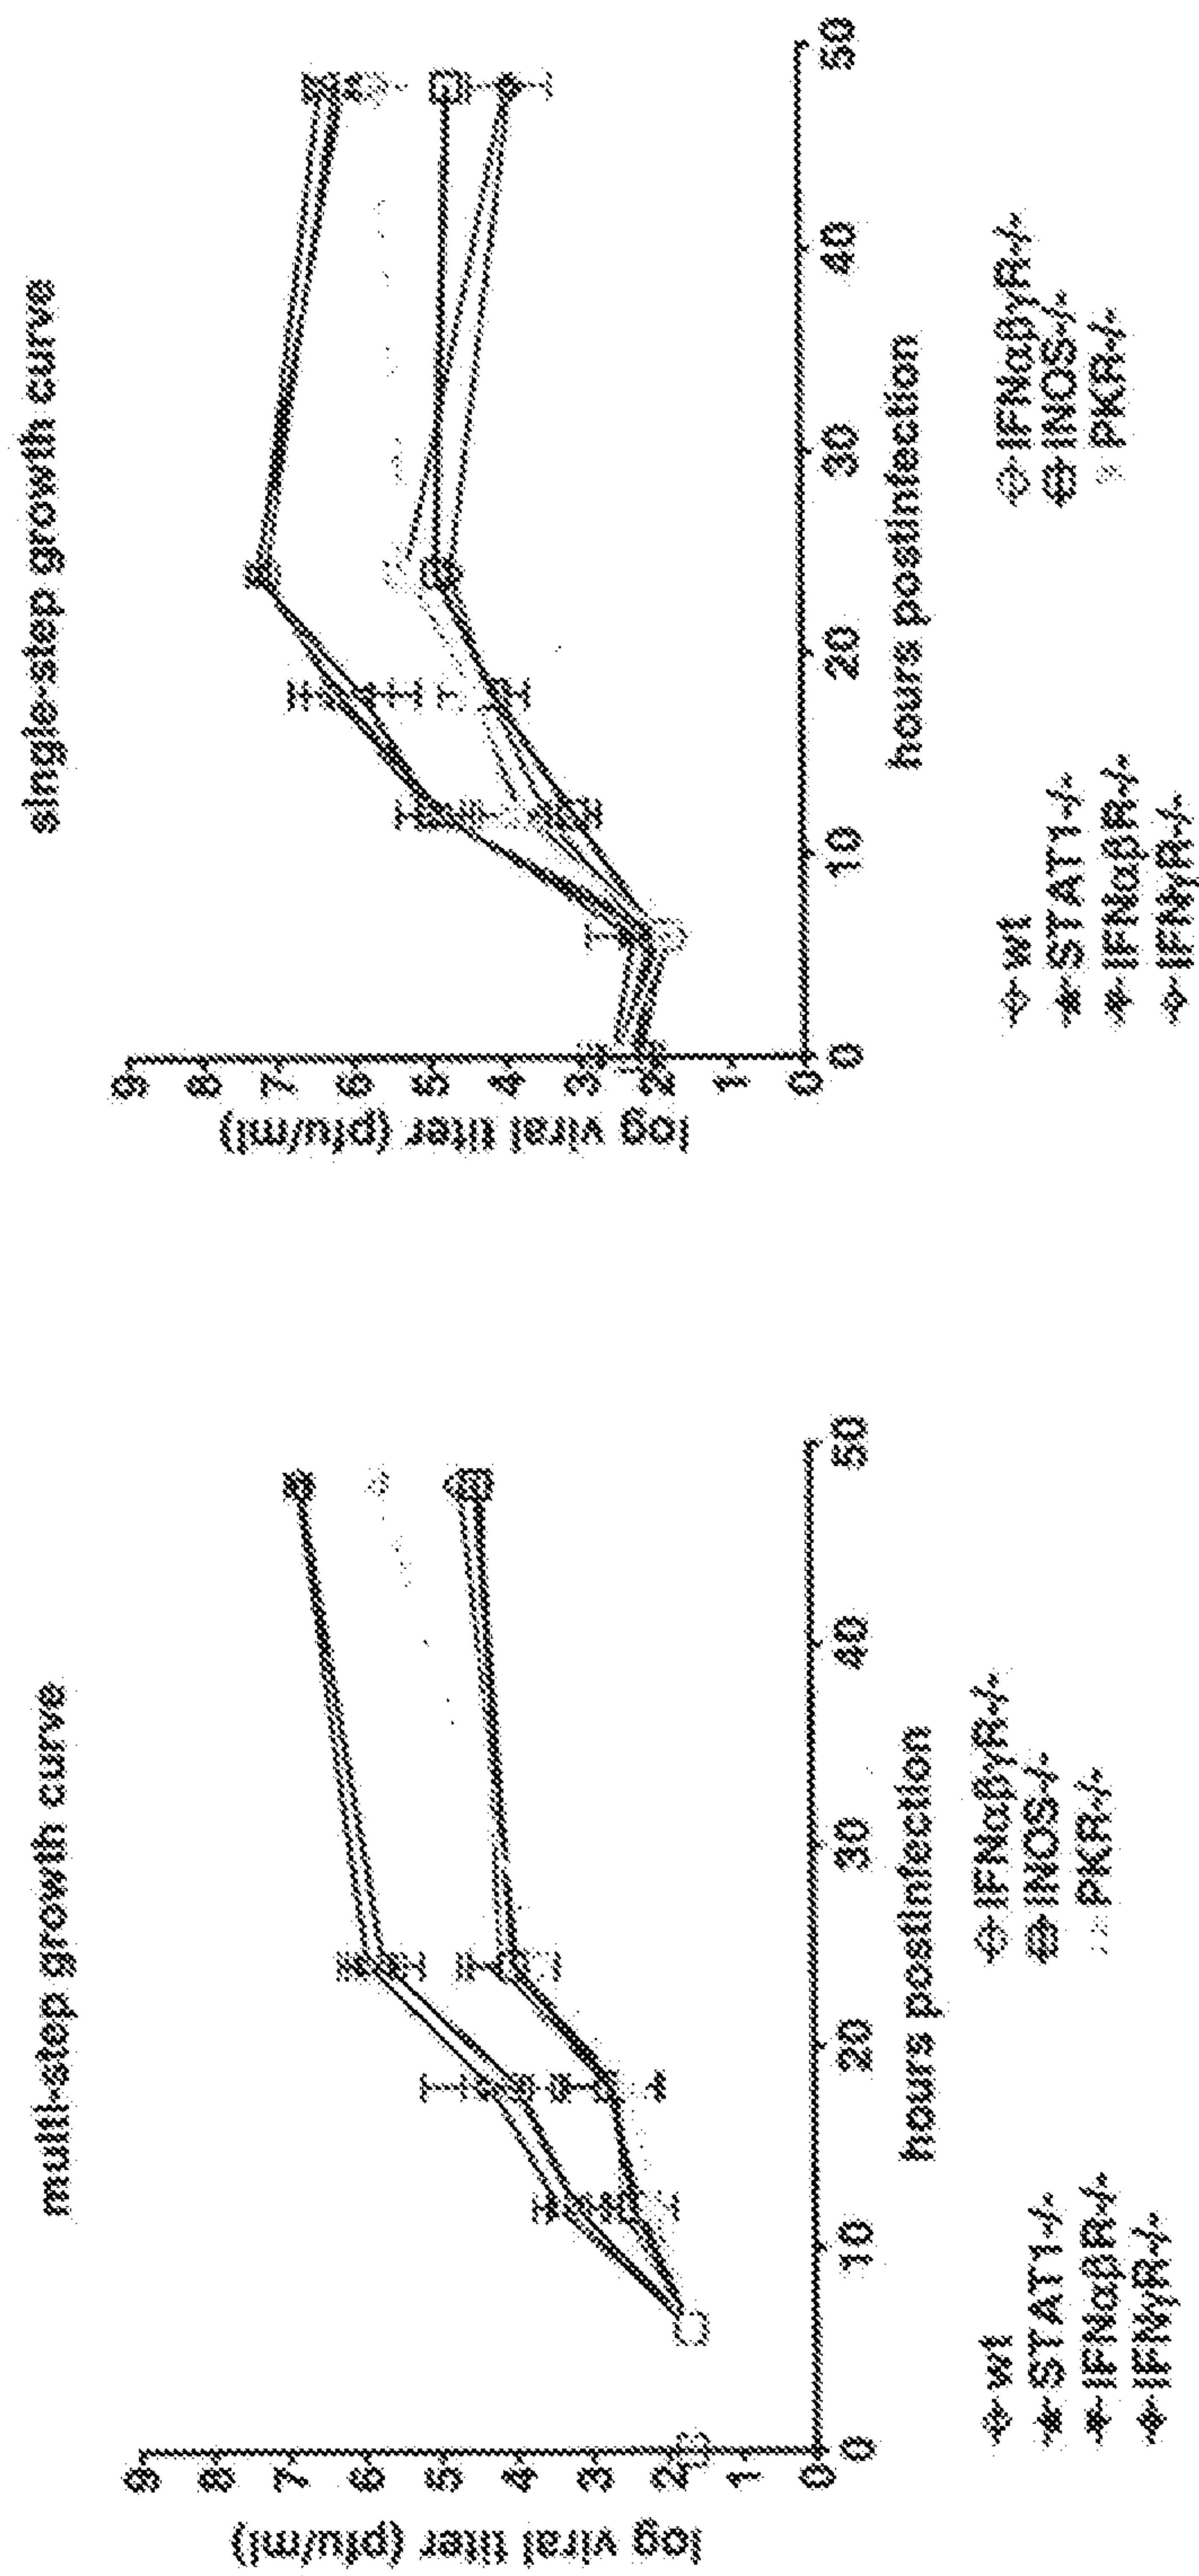 multi-step growth curve
log viral titer (pfu/ml)
9
8
7
6
5
4
3
2
1
0
0 10 20 30 40 50
hours postinfection
wt
STAT1-/-
IFNαβR-/-
IFNγR-/-
IFNαβγR-/-
iNOS-/-
PKR-/-
single-step growth curve
log viral titer (pfu/ml)
9
8
7
6
5
4
3
2
1
0
0 10 20 30 40 50
hours postinfection
wt
STAT1-/-
IFNαβR-/-
IFNγR-/-
IFNαβγR-/-
iNOS-/-
PKR-/-